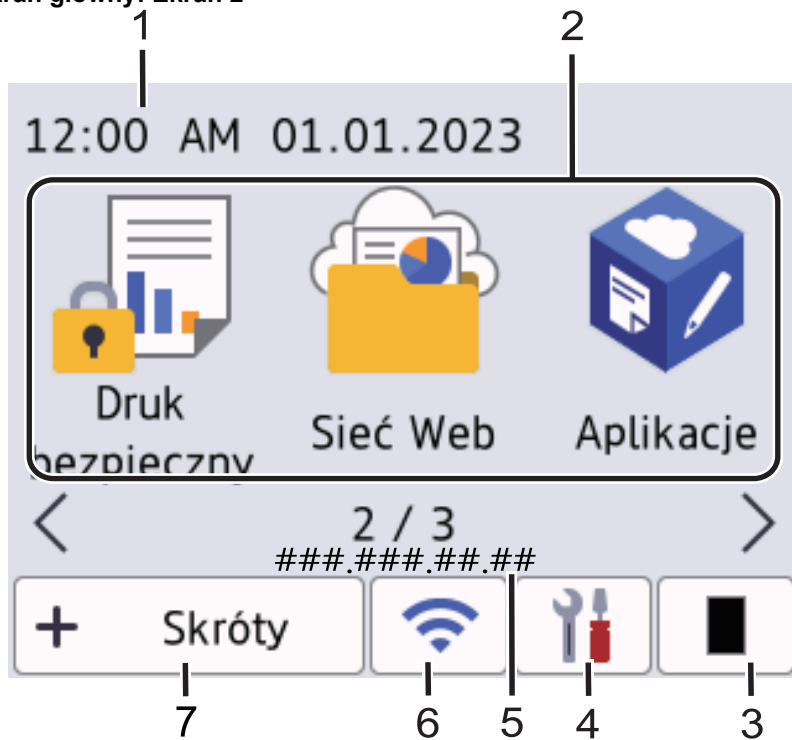 1 2
12:00 AM 01.01.2023
Druk
bezpieczny
Sieć Web
Aplikacje
2 / 3
###.###.##.##
+ Skróty
7 6 5 4 3